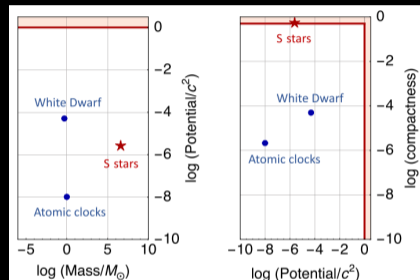 White Dwarf
S stars
Atomic clocks
0
−2
−4
−6
−8
−10
log (Potential/c²)
−5 0 5 10
log (Mass/M⊙)
S stars
White Dwarf
Atomic clocks
0
−2
−4
−6
−8
−10
log (compactness)
−10 −8 −6 −4 −2 0
log (Potential/c²)